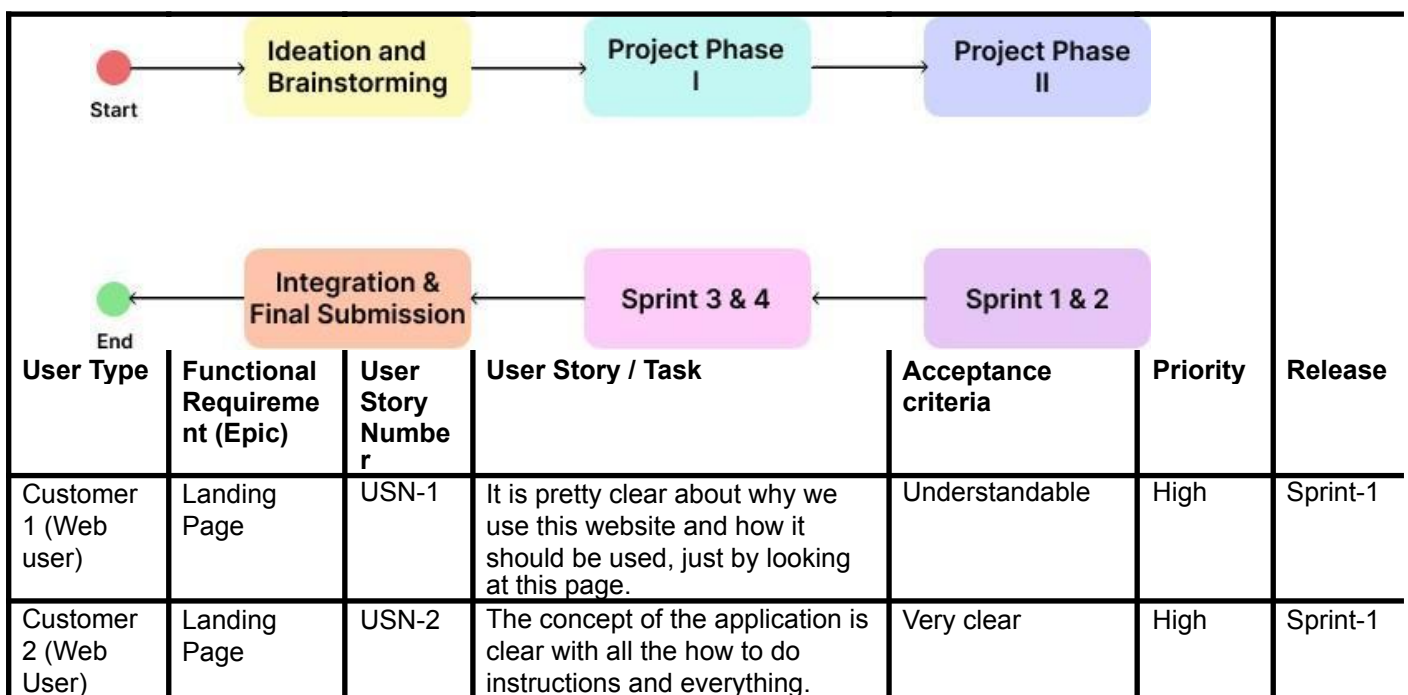 Start
Ideation and
Brainstorming
Project Phase
I
Project Phase
II
End
Integration &
Final Submission
Sprint 3 & 4
Sprint 1 & 2
User Type
Functional
Requireme
nt (Epic)
User
Story
Numbe
r
User Story / Task
Acceptance
criteria
Priority
Release
Customer
1 (Web
user)
Landing
Page
USN-1
It is pretty clear about why we
use this website and how it
should be used, just by looking
at this page.
Understandable
High
Sprint-1
Customer
2 (Web
User)
Landing
Page
USN-2
The concept of the application is
clear with all the how to do
instructions and everything.
Very clear
High
Sprint-1